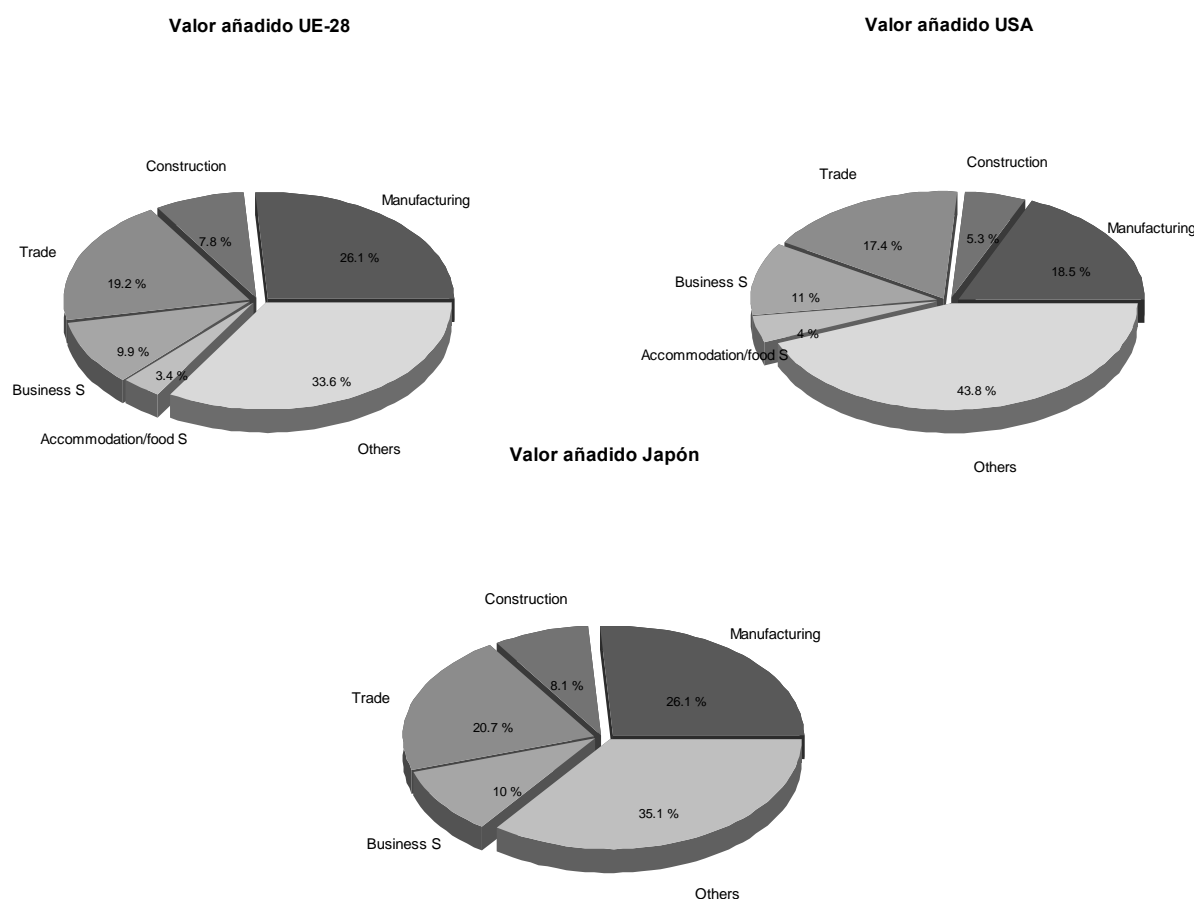 Valor añadido UE-28
Construction
Manufacturing
7.8 %
26.1 %
Trade
19.2 %
9.9 %
3.4 %
33.6 %
Business S
Accommodation/food S
Others
Valor añadido USA
Construction
Trade
Manufacturing
5.3 %
17.4 %
18.5 %
Business S
11 %
4 %
Accommodation/food S
43.8 %
Others
Valor añadido Japón
Construction
Manufacturing
8.1 %
26.1 %
Trade
20.7 %
10 %
35.1 %
Business S
Others